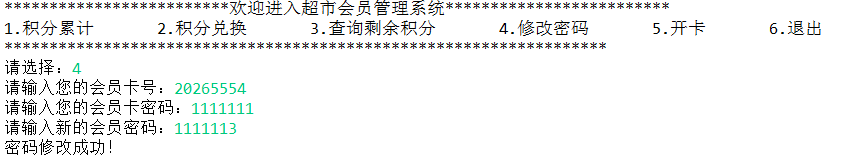 *************************欢迎进入超市会员管理系统*************************
1.积分累计 2.积分兑换 3.查询剩余积分 4.修改密码 5.开卡 6.退出
*******************************************************************
请选择：4
请输入您的会员卡号：20265554
请输入您的会员卡密码：1111111
请输入新的会员密码：1111113
密码修改成功!